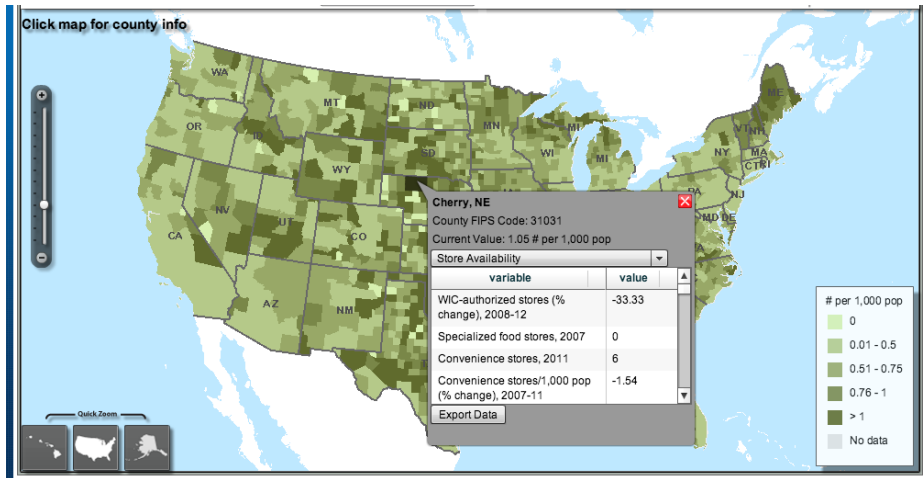 Click map for county info
WA
MT
ND
ME
OR
ID
MN
MI
VT
NH
SD
WI
MI
NY
MA
CT
RI
WY
PA
NJ
NV
UT
CO
MD
DE
CA
AZ
NM
Cherry, NE
County FIPS Code: 31031
Current Value: 1.05 # per 1,000 pop
Store Availability
variable value
WIC-authorized stores (% -33.33
change), 2008-12
Specialized food stores, 2007 0
Convenience stores, 2011 6
Convenience stores/1,000 pop -1.54
(% change), 2007-11
Export Data
# per 1,000 pop
0
0.01 - 0.5
0.51 - 0.75
0.76 - 1
> 1
No data
Quick Zoom